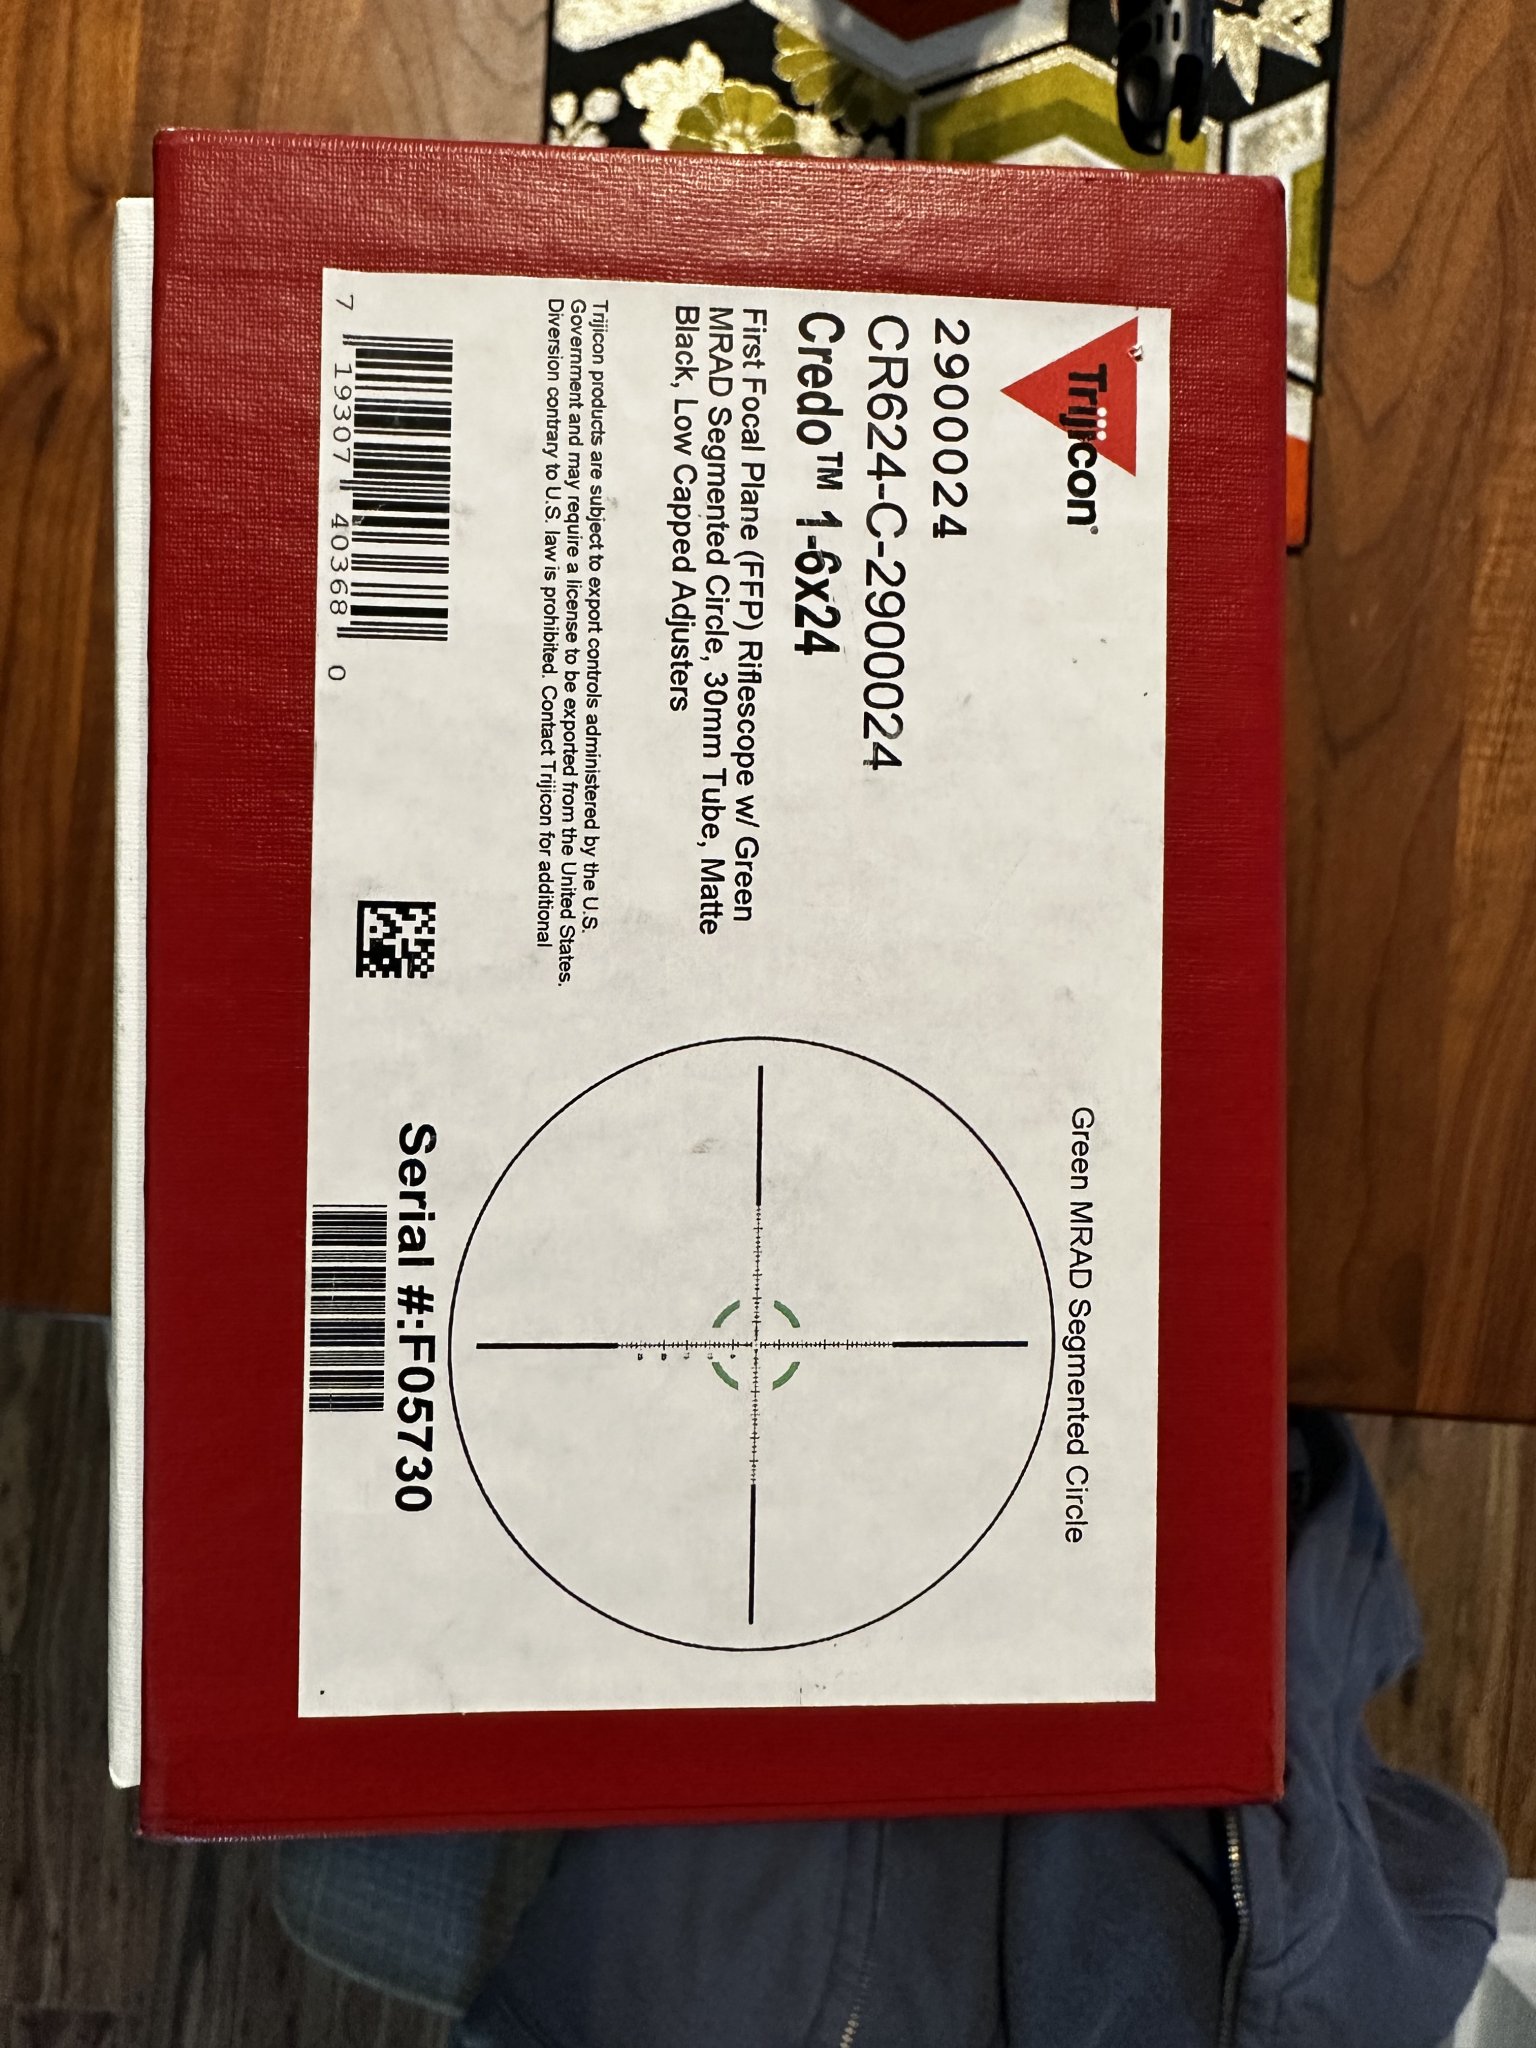 Trijicon®
2900024
CR624-C-2900024
Credo™ 1-6x24
First Focal Plane (FFP) Riflescope w/ Green
MRAD Segmented Circle, 30mm Tube, Matte
Black, Low Capped Adjusters
Trijicon products are subject to export controls administered by the U.S.
Government and may require a license to be exported from the United States.
Diversion contrary to U.S. law is prohibited. Contact Trijicon for additional
7 19307 40368 0
Green MRAD Segmented Circle
Serial #:F05730